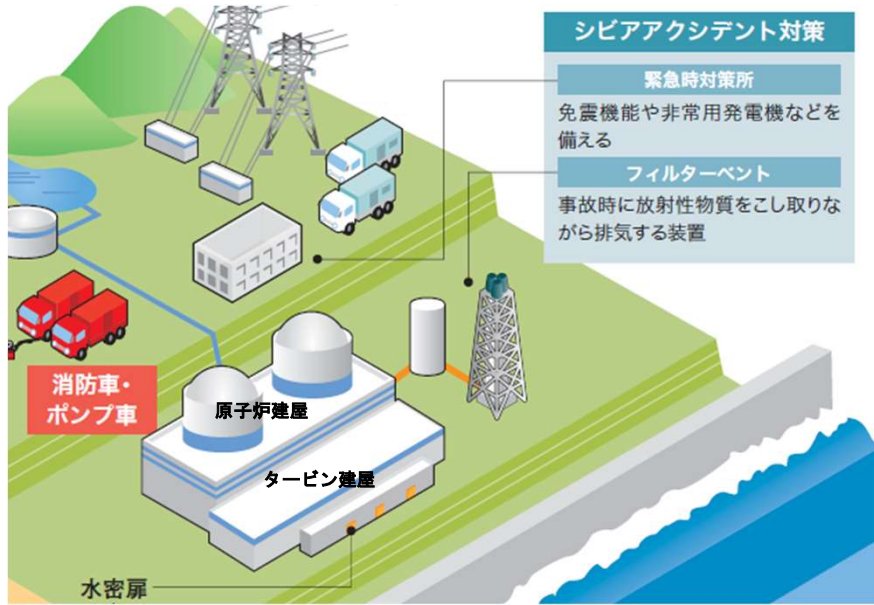 シビアアクシデント対策
緊急時対策所
免震機能や非常用発電機などを
備える
フィルターベント
事故時に放射性物質をこし取りな
がら排気する装置
消防車・
ポンプ車
原子炉建屋
タービン建屋
水密扉